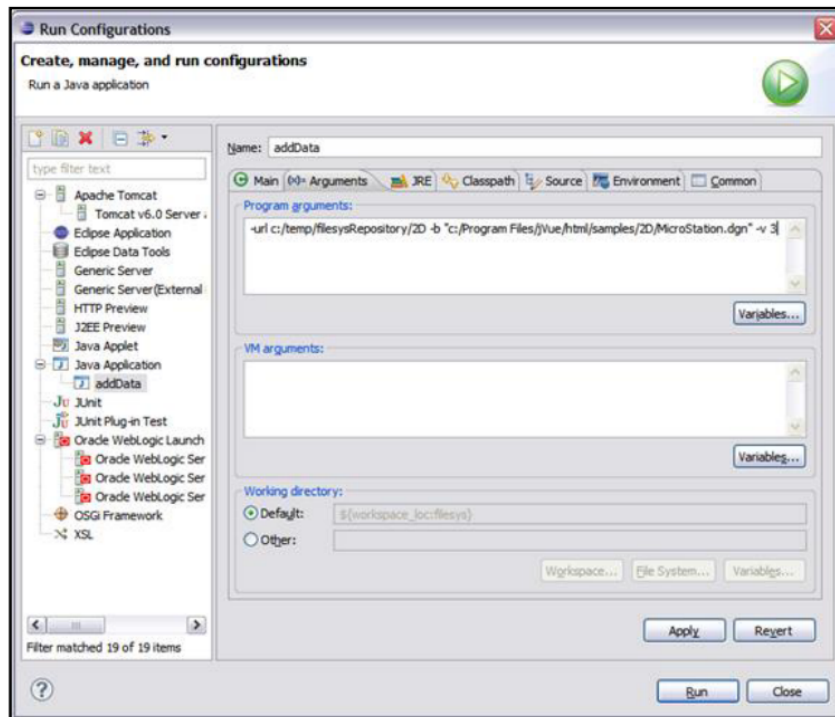 Run Configurations
Create, manage, and run configurations
Run a Java application
type filter text
Apache Tomcat
Tomcat v6.0 Server
Eclipse Application
Eclipse Data Tools
Generic Server
Generic Server(External
HTTP Preview
J2EE Preview
Java Applet
Java Application
addData
JUnit
JUnit Plug-in Test
Oracle WebLogic Launch
Oracle WebLogic Ser
Oracle WebLogic Ser
Oracle WebLogic Ser
OSGi Framework
XSL
Filter matched 19 of 19 items
Name: addData
Main (x)= Arguments JRE Classpath Source Environment Common
Program arguments:
-url c:/temp/filesysRepository/2D -b "c:/Program Files/jVue/html/samples/2D/MicroStation.dgn" -v 3
Variables...
VM arguments:
Variables...
Working directory:
Default: ${workspace_loc:filesys}
Other:
Workspace... File System... Variables...
Apply Revert
Run Close